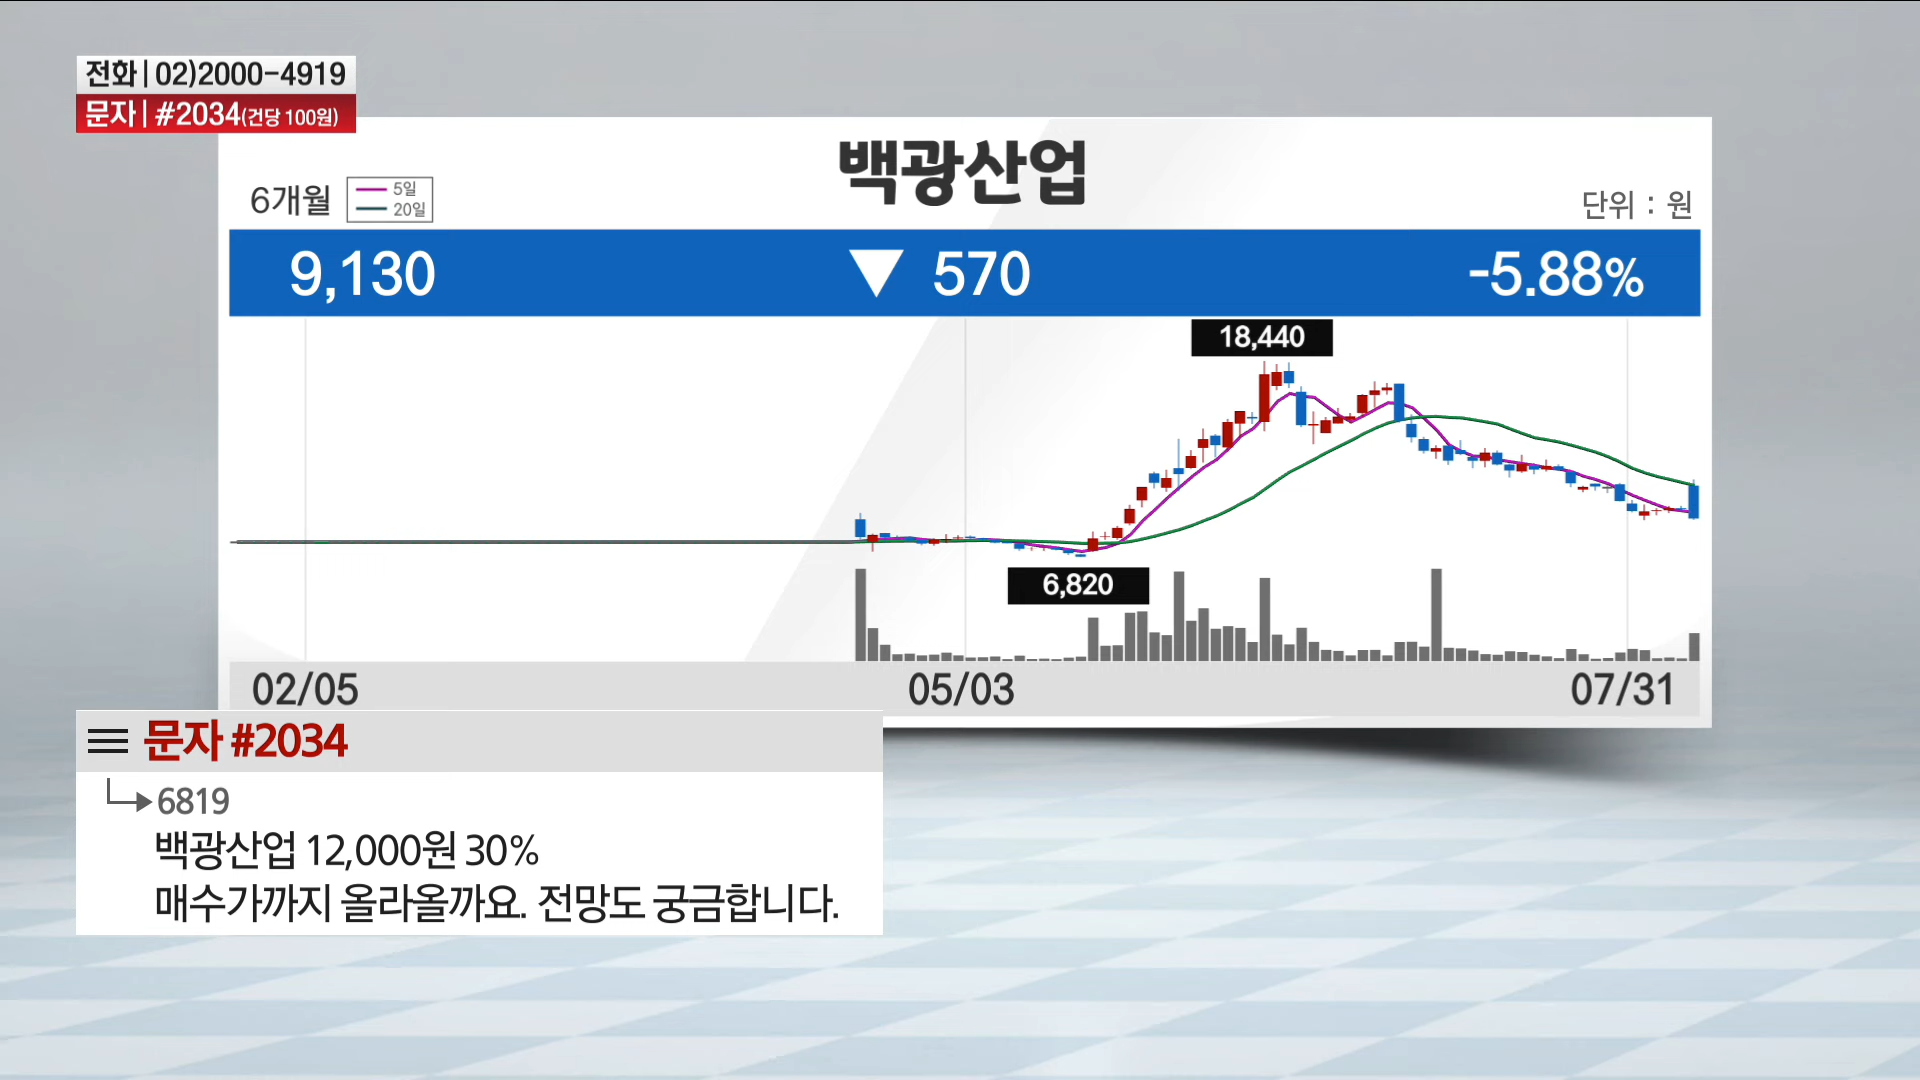 전화 | 02)2000-4919
문자 | #2034(건당 100원)
백광산업
6개월
5일
20일
단위 : 원
9,130 ▼ 570 -5.88%
18,440
6,820
02/05 05/03 07/31
문자 #2034
6819
백광산업 12,000원 30%
매수가까지 올라올까요. 전망도 궁금합니다.